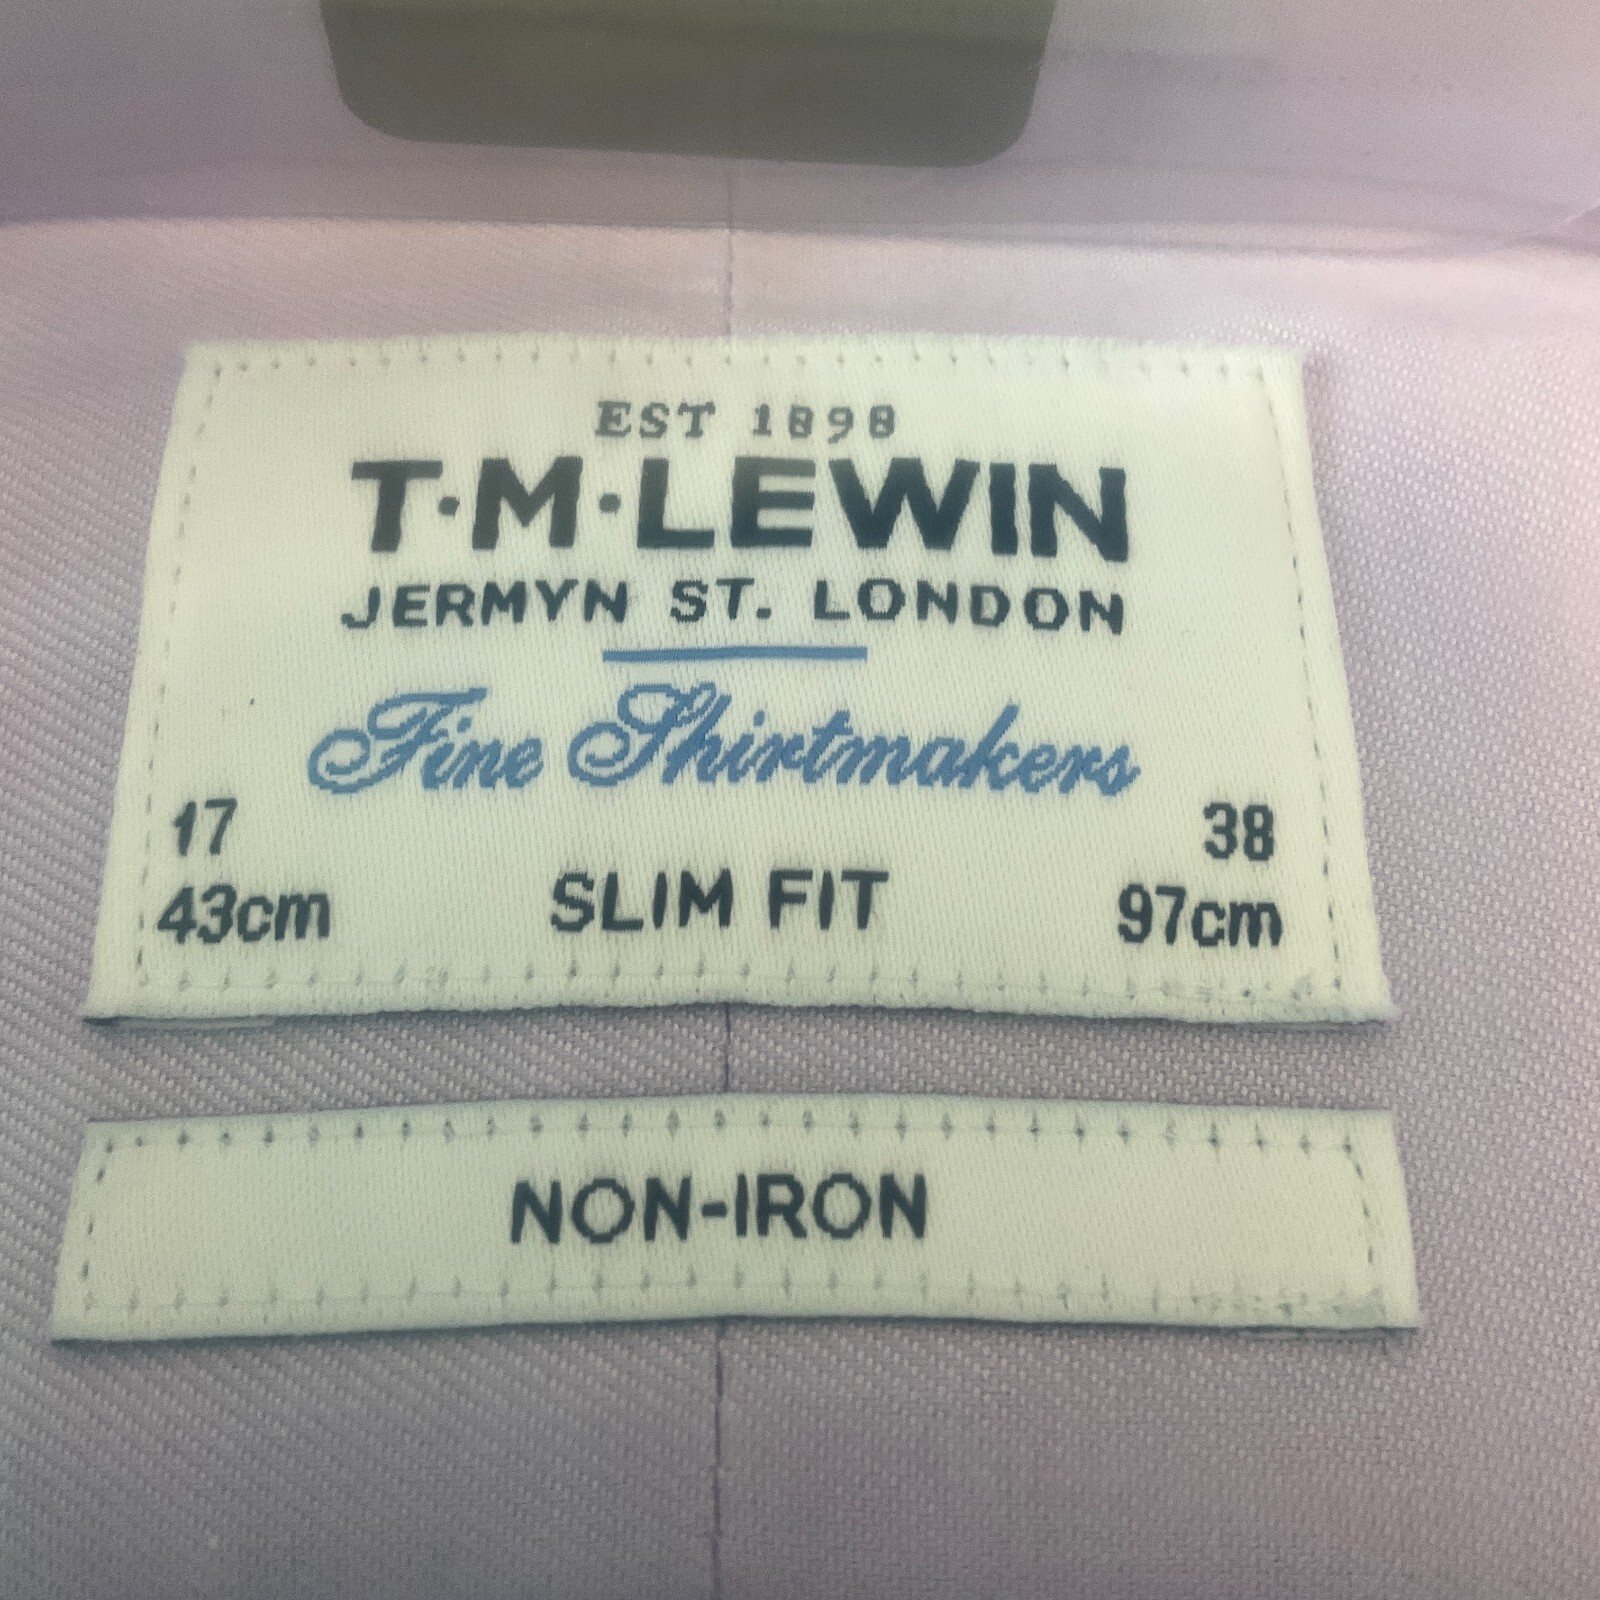 EST 1898
T·M·LEWIN
JERMYN ST. LONDON
Fine Shirtmakers
17 38
43cm SLIM FIT 97cm
NON-IRON